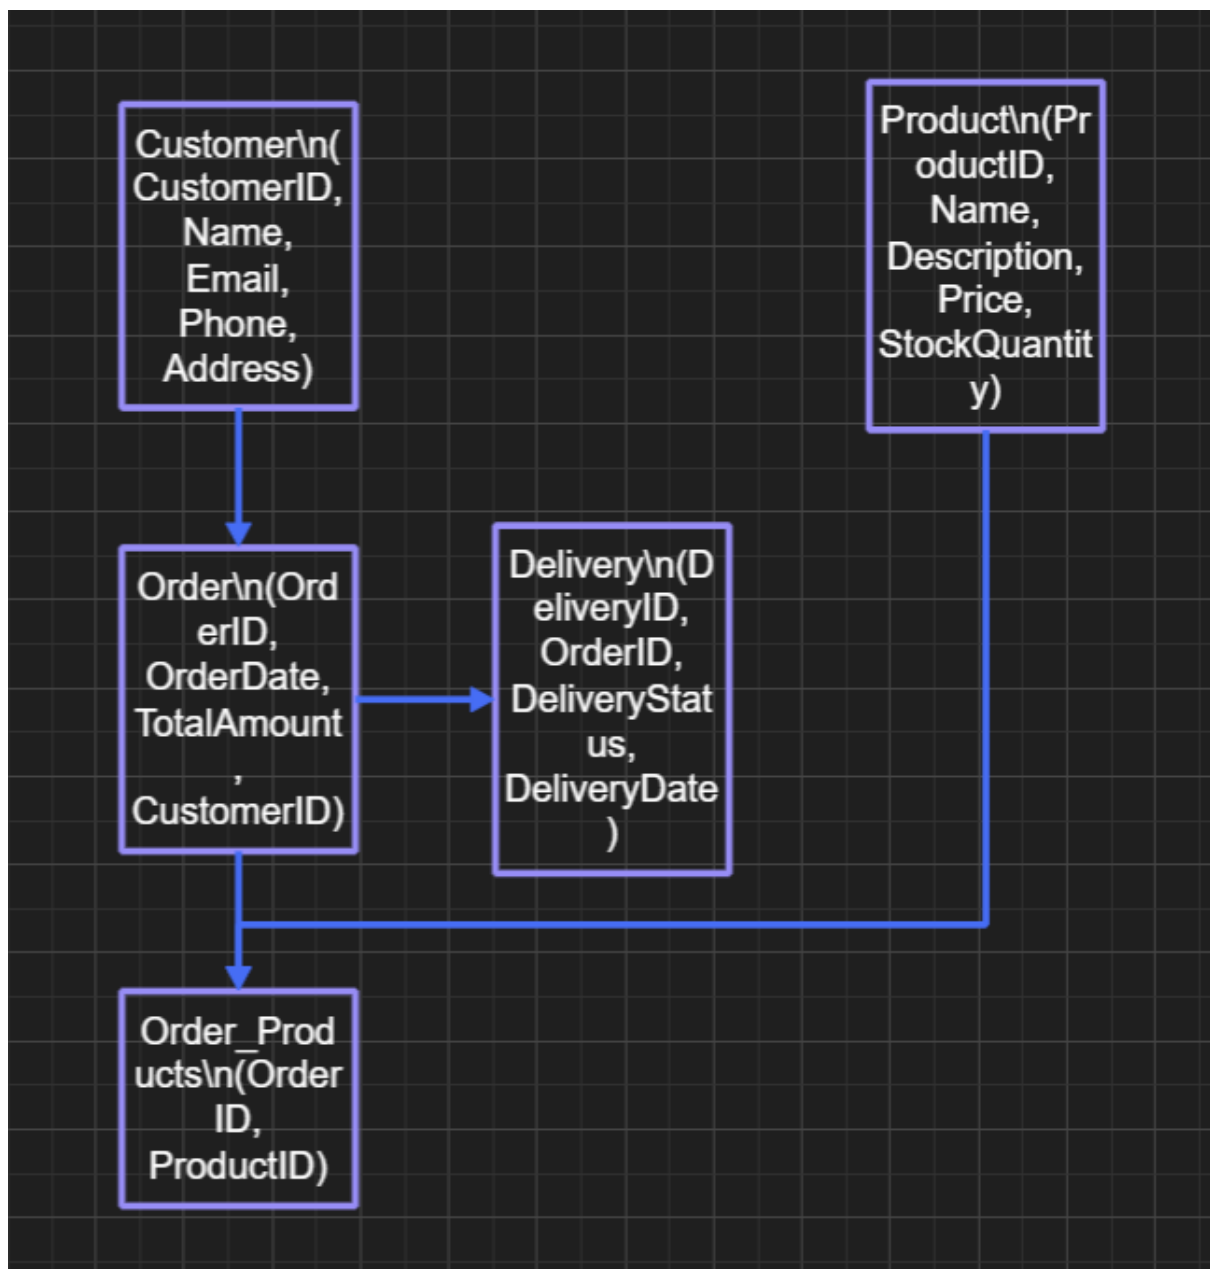 Customer\n(
CustomerID,
Name,
Email,
Phone,
Address)
Product\n(Pr
oductID,
Name,
Description,
Price,
StockQuantit
y)
Order\n(Ord
erID,
OrderDate,
TotalAmount
,
CustomerID)
Delivery\n(D
eliveryID,
OrderID,
DeliveryStat
us,
DeliveryDate
)
Order_Prod
ucts\n(Order
ID,
ProductID)